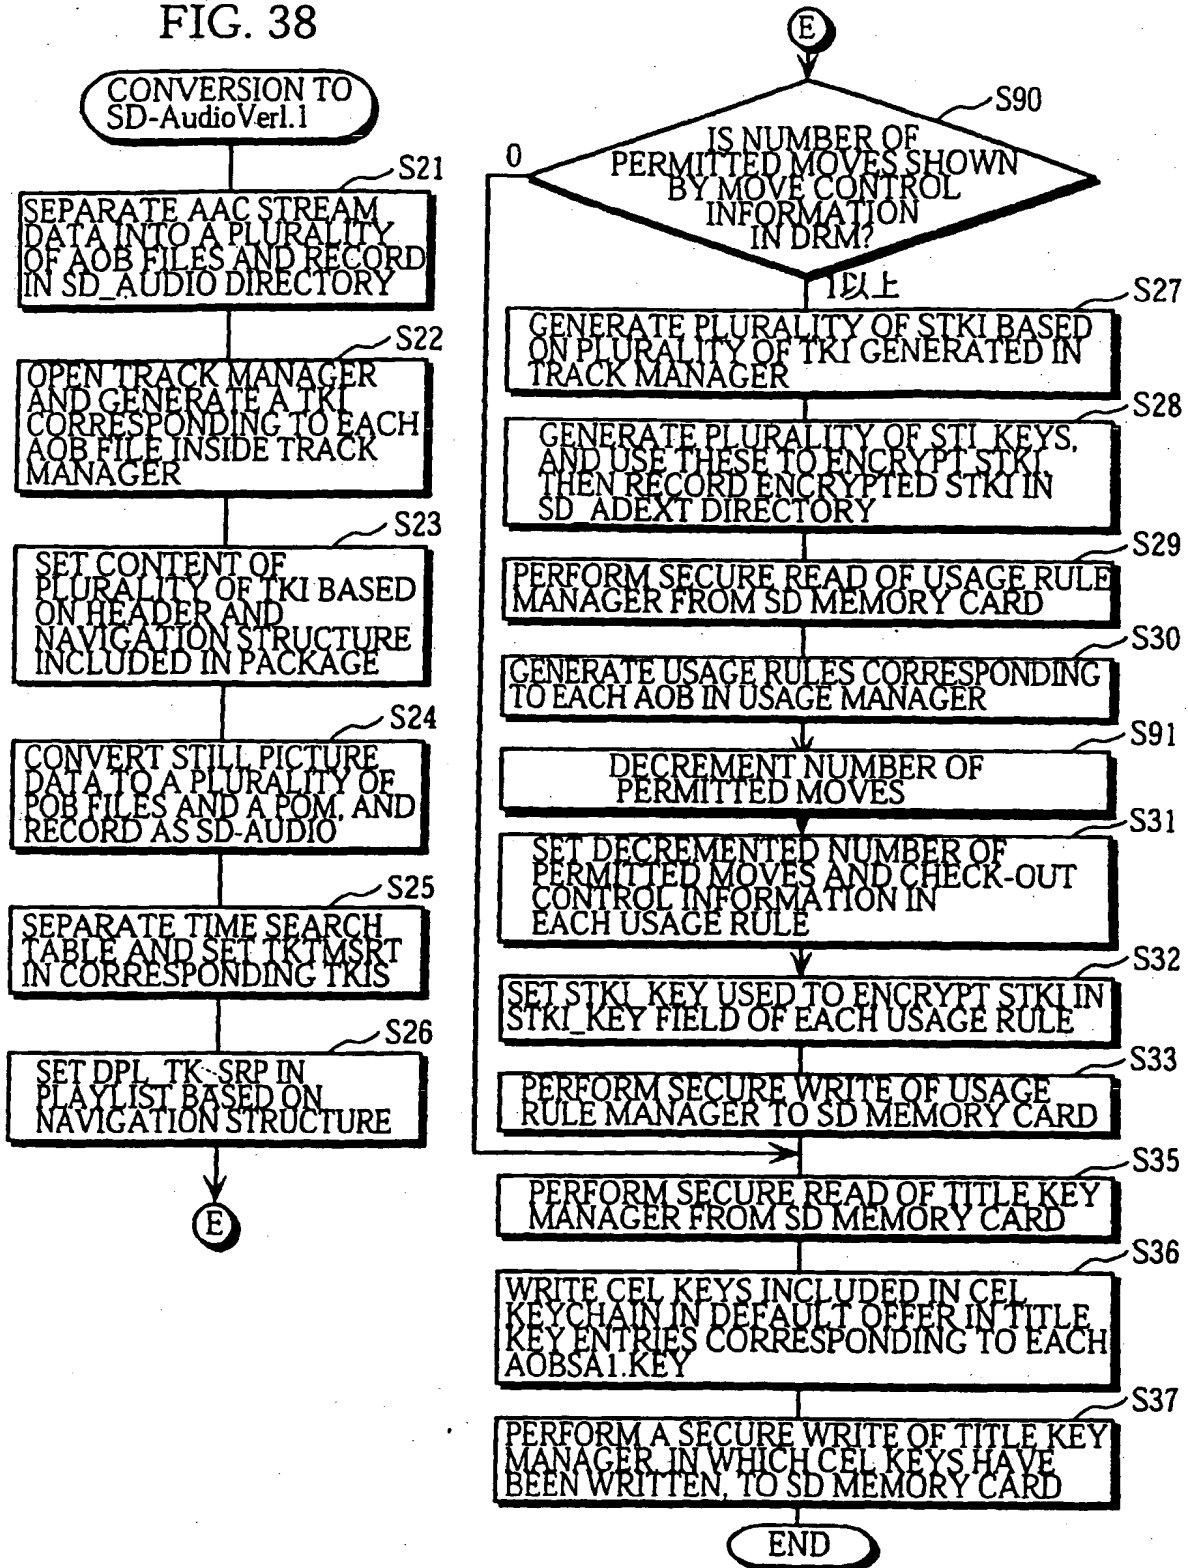 FIG. 38
CONVERSION TO
SD-AudioVer1.1
S21
SEPARATE AAC STREAM
DATA INTO A PLURALITY
OF AOB FILES AND RECORD
IN SD_AUDIO DIRECTORY
S22
OPEN TRACK MANAGER
AND GENERATE A TKI
CORRESPONDING TO EACH
AOB FILE INSIDE TRACK
MANAGER
S23
SET CONTENT OF
PLURALITY OF TKI BASED
ON HEADER AND
NAVIGATION STRUCTURE
INCLUDED IN PACKAGE
S24
CONVERT STILL PICTURE
DATA TO A PLURALITY OF
POB FILES AND A POM, AND
RECORD AS SD-AUDIO
S25
SEPARATE TIME SEARCH
TABLE AND SET TKTMSRT
IN CORRESPONDING TKIS
S26
SET DPL_TK-SRP IN
PLAYLIST BASED ON
NAVIGATION STRUCTURE
E
E
S90
IS NUMBER OF
PERMITTED MOVES SHOWN
BY MOVE CONTROL
INFORMATION
IN DRM?
0
1以上
S27
GENERATE PLURALITY OF STKI BASED
ON PLURALITY OF TKI GENERATED IN
TRACK MANAGER
S28
GENERATE PLURALITY OF STI_KEYS,
AND USE THESE TO ENCRYPT STKI,
THEN RECORD ENCRYPTED STKI IN
SD_ADEXT DIRECTORY
S29
PERFORM SECURE READ OF USAGE RULE
MANAGER FROM SD MEMORY CARD
S30
GENERATE USAGE RULES CORRESPONDING
TO EACH AOB IN USAGE MANAGER
S91
DECREMENT NUMBER OF
PERMITTED MOVES
S31
SET DECREMENTED NUMBER OF
PERMITTED MOVES AND CHECK-OUT
CONTROL INFORMATION IN
EACH USAGE RULE
S32
SET STKI_KEY USED TO ENCRYPT STKI IN
STKI_KEY FIELD OF EACH USAGE RULE
S33
PERFORM SECURE WRITE OF USAGE
RULE MANAGER TO SD MEMORY CARD
S35
PERFORM SECURE READ OF TITLE KEY
MANAGER FROM SD MEMORY CARD
S36
WRITE CEL KEYS INCLUDED IN CEL
KEYCHAIN IN DEFAULT OFFER IN TITLE
KEY ENTRIES CORRESPONDING TO EACH
AOBSA1.KEY
S37
PERFORM A SECURE WRITE OF TITLE KEY
MANAGER, IN WHICH CEL KEYS HAVE
BEEN WRITTEN, TO SD MEMORY CARD
END